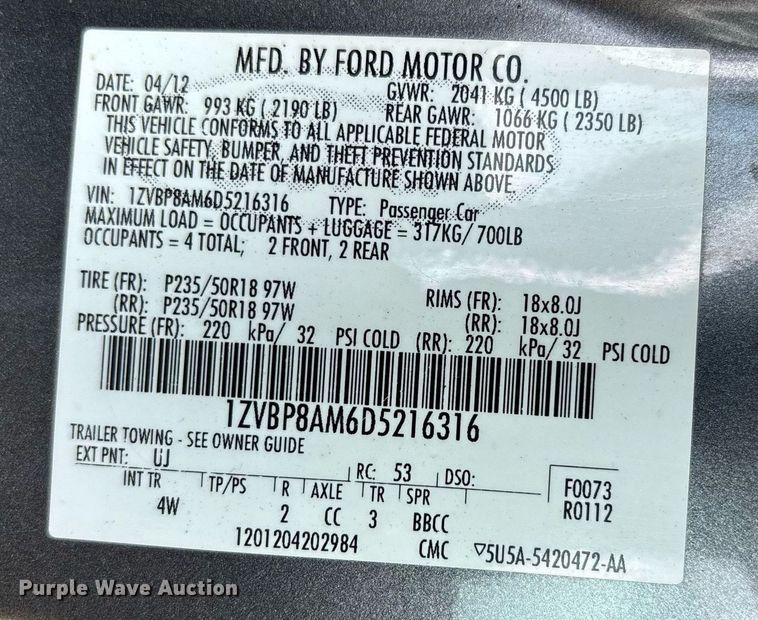 MFD. BY FORD MOTOR CO.
DATE: 04/12 GVWR: 2041 KG ( 4500 LB)
FRONT GAWR: 993 KG ( 2190 LB) REAR GAWR: 1066 KG ( 2350 LB)
THIS VEHICLE CONFORMS TO ALL APPLICABLE FEDERAL MOTOR
VEHICLE SAFETY, BUMPER, AND THEFT PREVENTION STANDARDS
IN EFFECT ON THE DATE OF MANUFACTURE SHOWN ABOVE.
VIN: 1ZVBP8AM6D5216316 TYPE: Passenger Car
MAXIMUM LOAD = OCCUPANTS + LUGGAGE = 317KG/ 700LB
OCCUPANTS = 4 TOTAL; 2 FRONT, 2 REAR
TIRE (FR): P235/50R18 97W RIMS (FR): 18x8.0J
(RR): P235/50R18 97W (RR): 18x8.0J
PRESSURE (FR): 220 kPa/ 32 PSI COLD (RR): 220 kPa/ 32 PSI COLD
1ZVBP8AM6D5216316
TRAILER TOWING - SEE OWNER GUIDE
EXT PNT: UJ RC: 53 DSO: F0073
INT TR TP/PS R AXLE TR SPR R0112
4W 2 CC 3 BBCC
1201204202984 CMC ▽5U5A-5420472-AA
Purple Wave Auction